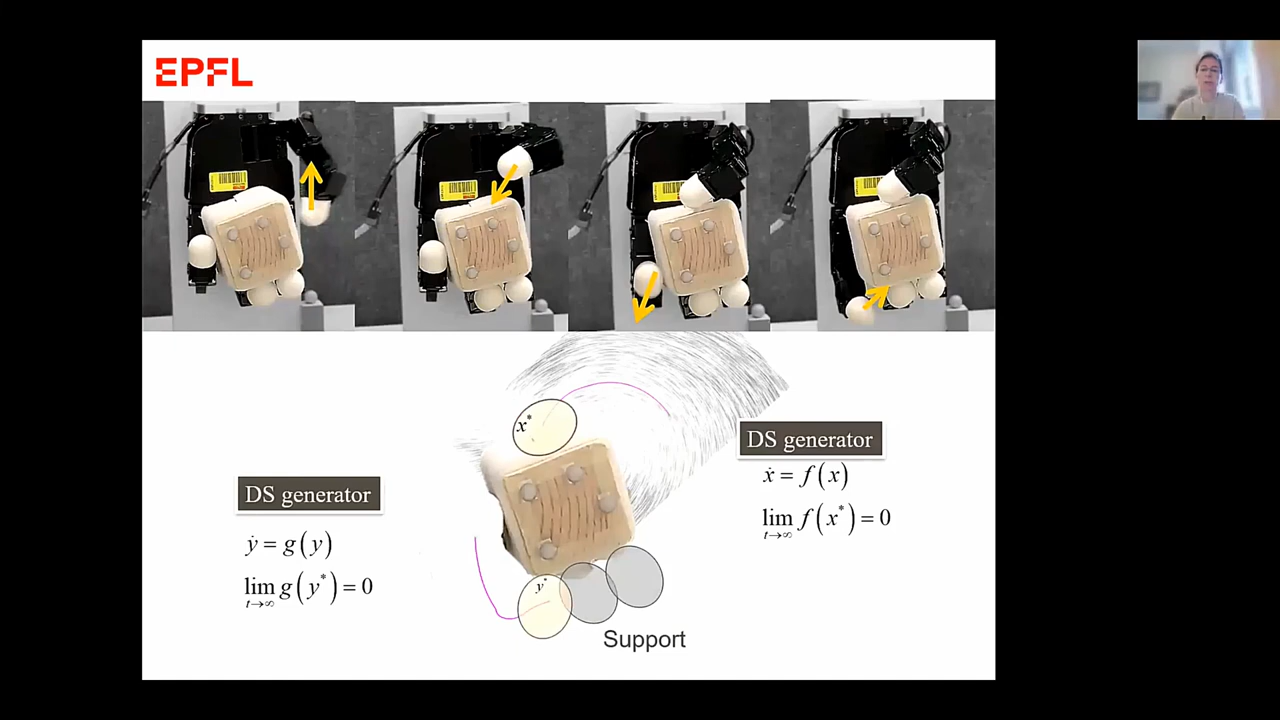 EPFL
x*
DS generator
ẋ = f(x)
lim f(x*) = 0
t→∞
DS generator
ẏ = g(y)
lim g(y*) = 0
t→∞
y*
Support